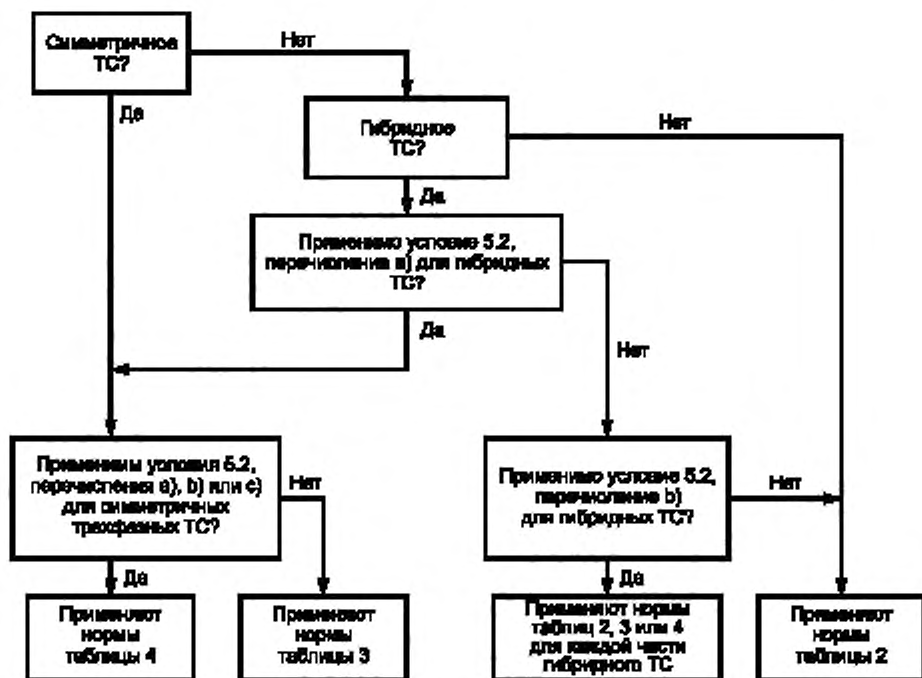 Симметричное
ТС?
Нет
Да
Гибридное
ТС?
Нет
Да
Применимо условие 5.2,
перечисление a) для гибридных
ТС?
Да
Нет
Применимы условия 5.2,
перечисления a), b) или c)
для симметричных
трехфазных ТС?
Нет
Да
Применимо условие 5.2,
перечисление b)
для гибридных ТС?
Нет
Да
Применяют
нормы
таблицы 4
Применяют
нормы
таблицы 3
Применяют нормы
таблиц 2, 3 или 4
для каждой части
гибрирного ТС
Применяют
нормы
таблицы 2